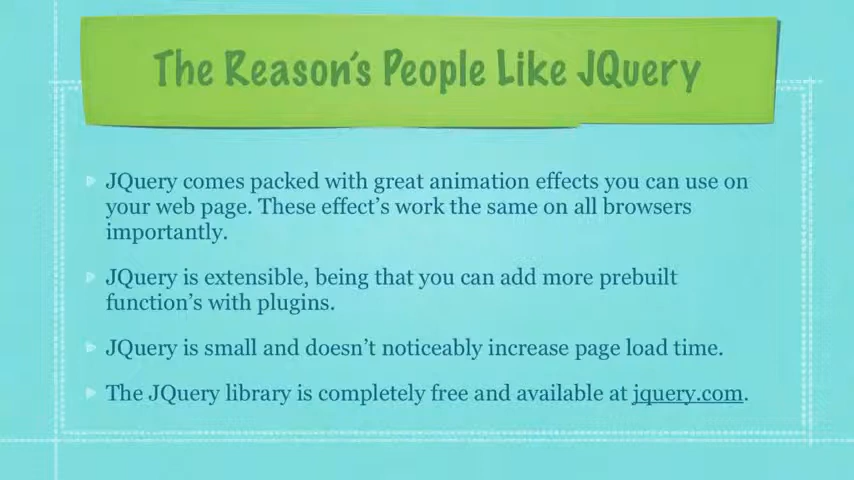 The Reason's People Like JQuery
JQuery comes packed with great animation effects you can use on
your web page. These effect's work the same on all browsers
importantly.
JQuery is extensible, being that you can add more prebuilt
function's with plugins.
JQuery is small and doesn't noticeably increase page load time.
The JQuery library is completely free and available at jquery.com.